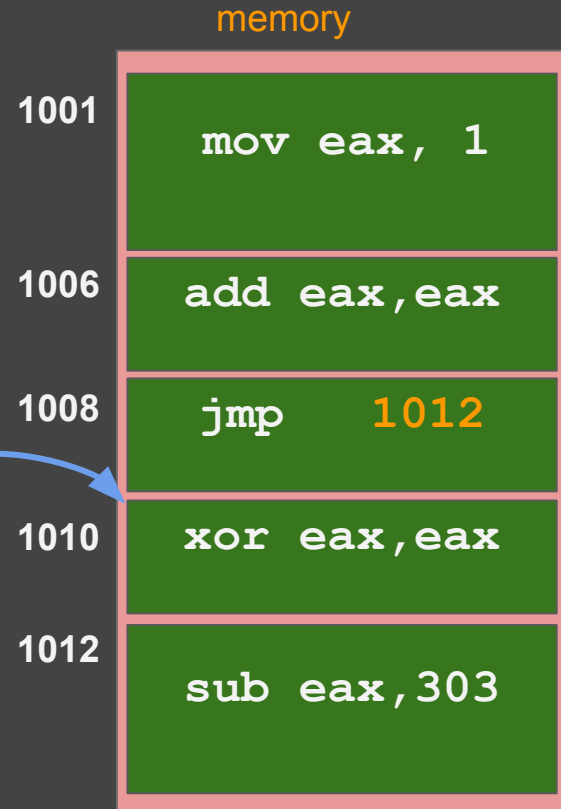 memory
1001 mov eax, 1
1006 add eax,eax
1008 jmp 1012
1010 xor eax,eax
1012 sub eax,303